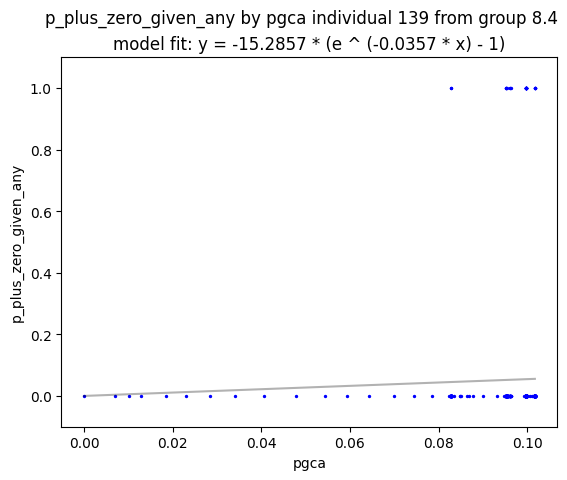 p_plus_zero_given_any by pgca individual 139 from group 8.4
model fit: y = -15.2857 * (e ^ (-0.0357 * x) - 1)
1.0
0.8
0.6
0.4
0.2
0.0
p_plus_zero_given_any
0.00 0.02 0.04 0.06 0.08 0.10
pgca